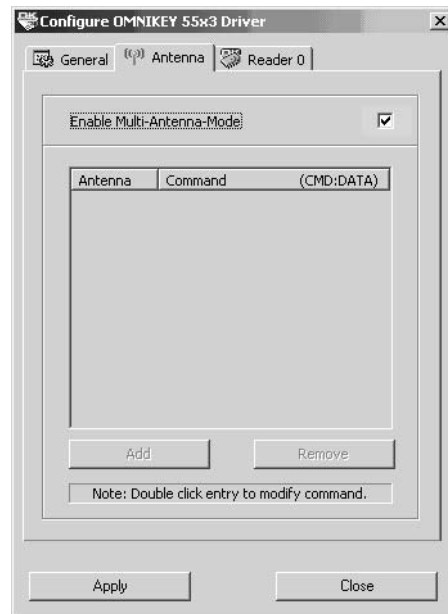 Configure OMNIKEY 55x3 Driver
General Antenna Reader 0
Enable Multi-Antenna-Mode
Antenna Command (CMD:DATA)
Add Remove
Note: Double click entry to modify command.
Apply Close